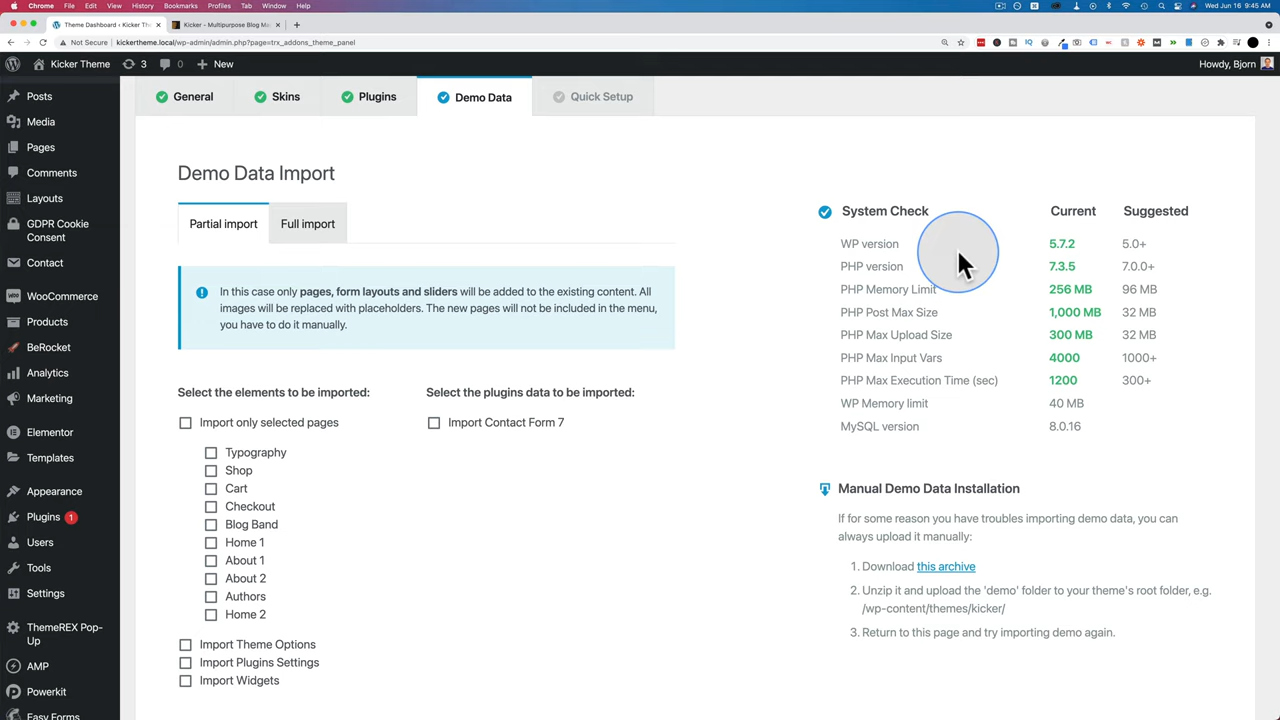 Chrome File Edit View History Bookmarks Profiles Tab Window Help Wed Jun 16 9:45 AM
Theme Dashboard ‹ Kicker The Kicker - Multipurpose Blog Ma
Not Secure kickertheme.local/wp-admin/admin.php?page=trx_addons_theme_panel
Kicker Theme 3 0 New Howdy, Bjorn
Posts
Media
Pages
Comments
Layouts
GDPR Cookie
Consent
Contact
WooCommerce
Products
BeRocket
Analytics
Marketing
Elementor
Templates
Appearance
Plugins 1
Users
Tools
Settings
ThemeREX Pop-
Up
AMP
Powerkit
Easy Forms
General Skins Plugins Demo Data Quick Setup
Demo Data Import
Partial import Full import
In this case only pages, form layouts and sliders will be added to the existing content. All
images will be replaced with placeholders. The new pages will not be included in the menu,
you have to do it manually.
Select the elements to be imported:
Import only selected pages
Typography
Shop
Cart
Checkout
Blog Band
Home 1
About 1
About 2
Authors
Home 2
Import Theme Options
Import Plugins Settings
Import Widgets
Select the plugins data to be imported:
Import Contact Form 7
System Check Current Suggested
WP version 5.7.2 5.0+
PHP version 7.3.5 7.0.0+
PHP Memory Limit 256 MB 96 MB
PHP Post Max Size 1,000 MB 32 MB
PHP Max Upload Size 300 MB 32 MB
PHP Max Input Vars 4000 1000+
PHP Max Execution Time (sec) 1200 300+
WP Memory limit 40 MB
MySQL version 8.0.16
Manual Demo Data Installation
If for some reason you have troubles importing demo data, you can
always upload it manually:
1. Download this archive
2. Unzip it and upload the 'demo' folder to your theme's root folder, e.g.
/wp-content/themes/kicker/
3. Return to this page and try importing demo again.